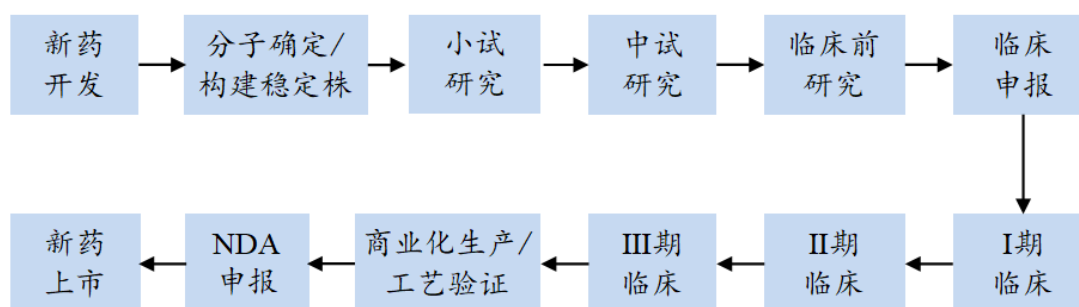 新药
开发
分子确定/
构建稳定株
小试
研究
中试
研究
临床前
研究
临床
申报
I期
临床
II期
临床
III期
临床
商业化生产/
工艺验证
NDA
申报
新药
上市